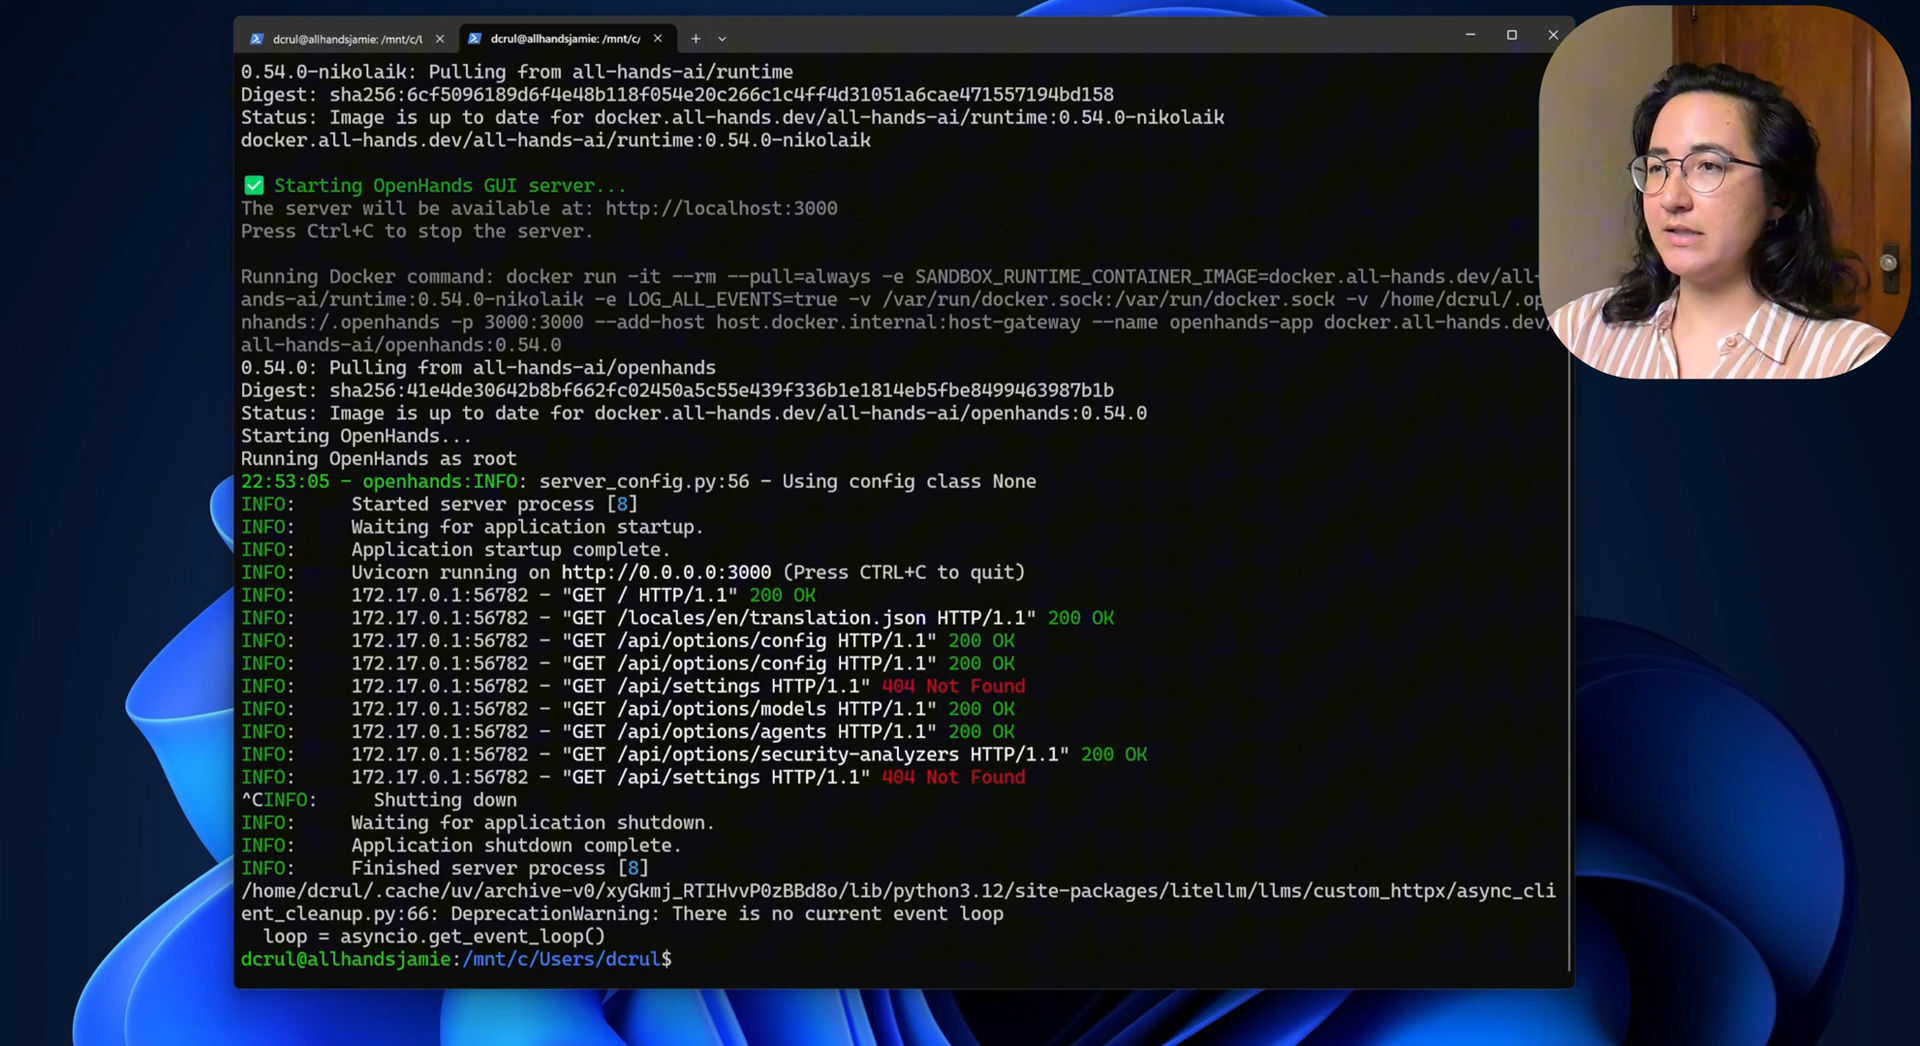 dcrul@allhandsjamie: /mnt/c/l
dcrul@allhandsjamie: /mnt/c/
0.54.0-nikolaik: Pulling from all-hands-ai/runtime
Digest: sha256:6cf5096189d6f4e48b118f054e20c266c1c4ff4d31051a6cae471557194bd158
Status: Image is up to date for docker.all-hands.dev/all-hands-ai/runtime:0.54.0-nikolaik
docker.all-hands.dev/all-hands-ai/runtime:0.54.0-nikolaik
✅ Starting OpenHands GUI server...
The server will be available at: http://localhost:3000
Press Ctrl+C to stop the server.
Running Docker command: docker run -it --rm --pull=always -e SANDBOX_RUNTIME_CONTAINER_IMAGE=docker.all-hands.dev/all-
ands-ai/runtime:0.54.0-nikolaik -e LOG_ALL_EVENTS=true -v /var/run/docker.sock:/var/run/docker.sock -v /home/dcrul/.op
nhands:/.openhands -p 3000:3000 --add-host host.docker.internal:host-gateway --name openhands-app docker.all-hands.dev/
all-hands-ai/openhands:0.54.0
0.54.0: Pulling from all-hands-ai/openhands
Digest: sha256:41e4de30642b8bf662fc02450a5c55e439f336b1e1814eb5fbe8499463987b1b
Status: Image is up to date for docker.all-hands.dev/all-hands-ai/openhands:0.54.0
Starting OpenHands...
Running OpenHands as root
22:53:05 - openhands:INFO: server_config.py:56 - Using config class None
INFO:     Started server process [8]
INFO:     Waiting for application startup.
INFO:     Application startup complete.
INFO:     Uvicorn running on http://0.0.0.0:3000 (Press CTRL+C to quit)
INFO:     172.17.0.1:56782 - "GET / HTTP/1.1" 200 OK
INFO:     172.17.0.1:56782 - "GET /locales/en/translation.json HTTP/1.1" 200 OK
INFO:     172.17.0.1:56782 - "GET /api/options/config HTTP/1.1" 200 OK
INFO:     172.17.0.1:56782 - "GET /api/options/config HTTP/1.1" 200 OK
INFO:     172.17.0.1:56782 - "GET /api/settings HTTP/1.1" 404 Not Found
INFO:     172.17.0.1:56782 - "GET /api/options/models HTTP/1.1" 200 OK
INFO:     172.17.0.1:56782 - "GET /api/options/agents HTTP/1.1" 200 OK
INFO:     172.17.0.1:56782 - "GET /api/options/security-analyzers HTTP/1.1" 200 OK
INFO:     172.17.0.1:56782 - "GET /api/settings HTTP/1.1" 404 Not Found
^CINFO:     Shutting down
INFO:     Waiting for application shutdown.
INFO:     Application shutdown complete.
INFO:     Finished server process [8]
/home/dcrul/.cache/uv/archive-v0/xyGkmj_RTIHvvP0zBBd8o/lib/python3.12/site-packages/litellm/llms/custom_httpx/async_cli
ent_cleanup.py:66: DeprecationWarning: There is no current event loop
  loop = asyncio.get_event_loop()
dcrul@allhandsjamie:/mnt/c/Users/dcrul$